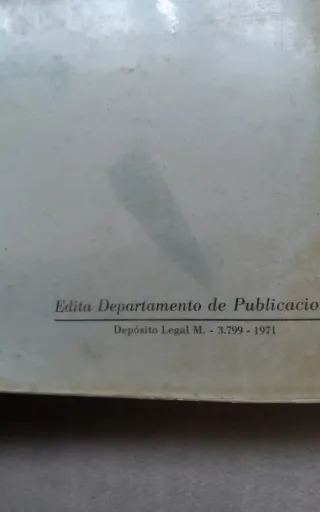 Edita Departamento de Publicacio
Depósito Legal M. - 3.799 - 1971